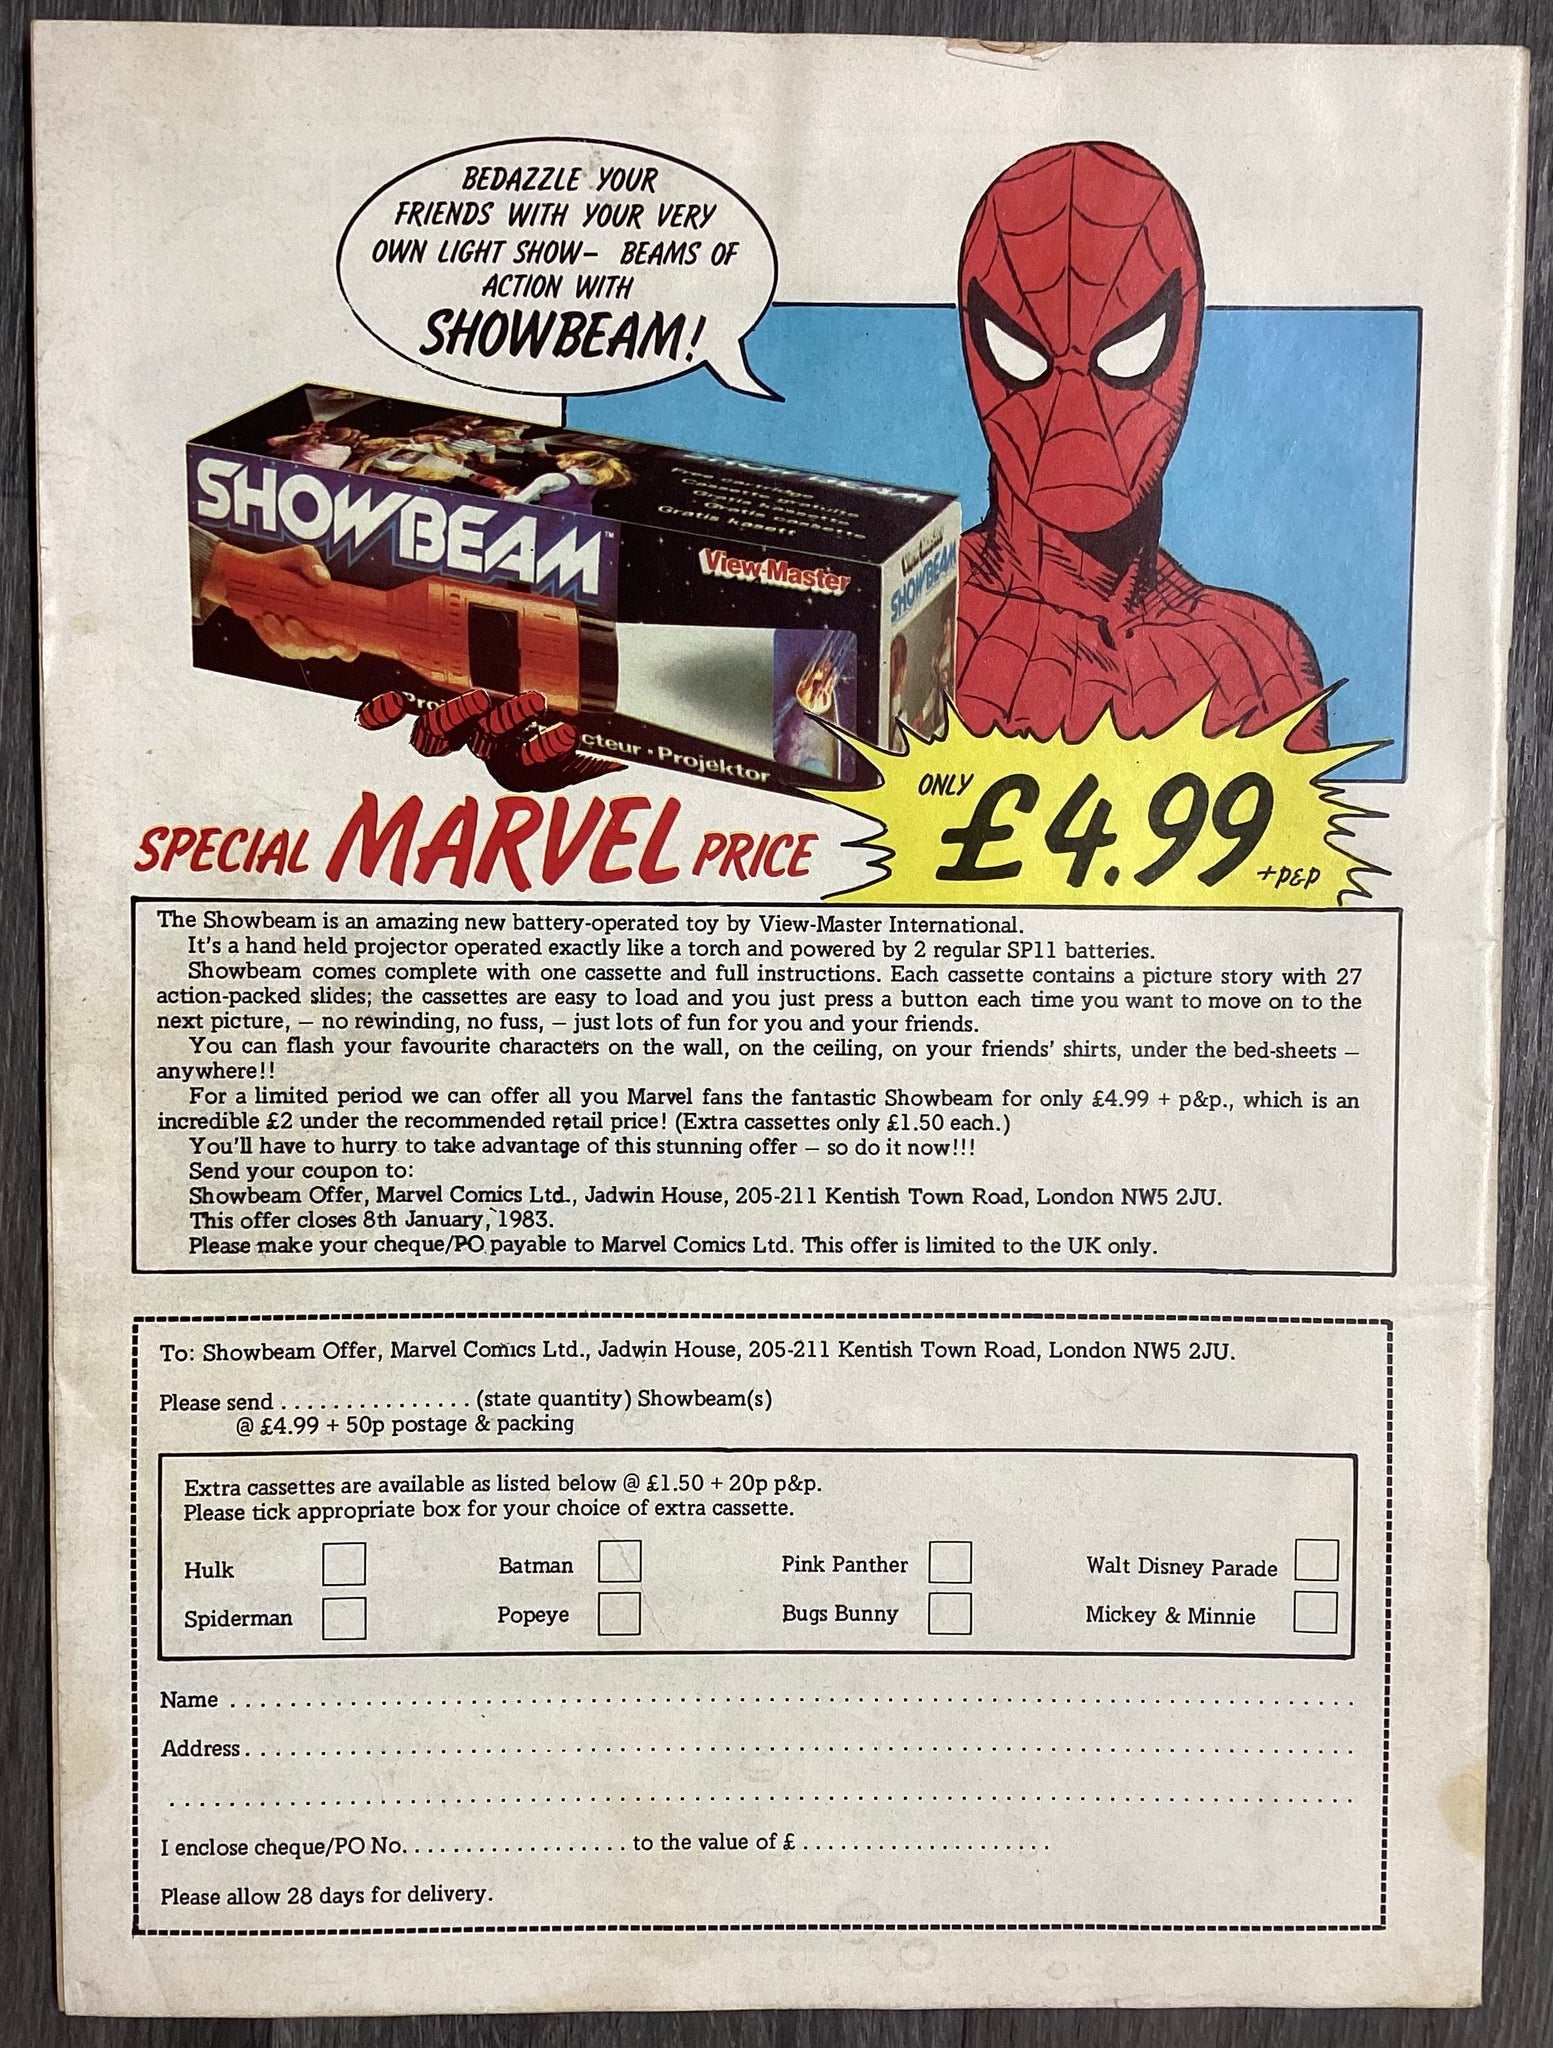 BEDAZZLE YOUR
FRIENDS WITH YOUR VERY
OWN LIGHT SHOW– BEAMS OF
ACTION WITH
SHOWBEAM!
SHOWBEAM™
View-Master
Cassette Gratuite
Gratis kassette
Gratis cassette
Gratis kasett
View-Master
SHOWBEAM
Proj
cteur · Projektor
SPECIAL MARVEL PRICE
ONLY £4.99 +p&p
The Showbeam is an amazing new battery-operated toy by View-Master International.
It's a hand held projector operated exactly like a torch and powered by 2 regular SP11 batteries.
Showbeam comes complete with one cassette and full instructions. Each cassette contains a picture story with 27
action-packed slides; the cassettes are easy to load and you just press a button each time you want to move on to the
next picture, — no rewinding, no fuss, — just lots of fun for you and your friends.
You can flash your favourite characters on the wall, on the ceiling, on your friends' shirts, under the bed-sheets —
anywhere!!
For a limited period we can offer all you Marvel fans the fantastic Showbeam for only £4.99 + p&p., which is an
incredible £2 under the recommended retail price! (Extra cassettes only £1.50 each.)
You'll have to hurry to take advantage of this stunning offer — so do it now!!!
Send your coupon to:
Showbeam Offer, Marvel Comics Ltd., Jadwin House, 205-211 Kentish Town Road, London NW5 2JU.
This offer closes 8th January, 1983.
Please make your cheque/PO payable to Marvel Comics Ltd. This offer is limited to the UK only.
To: Showbeam Offer, Marvel Comics Ltd., Jadwin House, 205-211 Kentish Town Road, London NW5 2JU.
Please send ............... (state quantity) Showbeam(s)
@ £4.99 + 50p postage & packing
Extra cassettes are available as listed below @ £1.50 + 20p p&p.
Please tick appropriate box for your choice of extra cassette.
Hulk Batman Pink Panther Walt Disney Parade
Spiderman Popeye Bugs Bunny Mickey & Minnie
Name
Address
I enclose cheque/PO No. .................. to the value of £ ....................
Please allow 28 days for delivery.